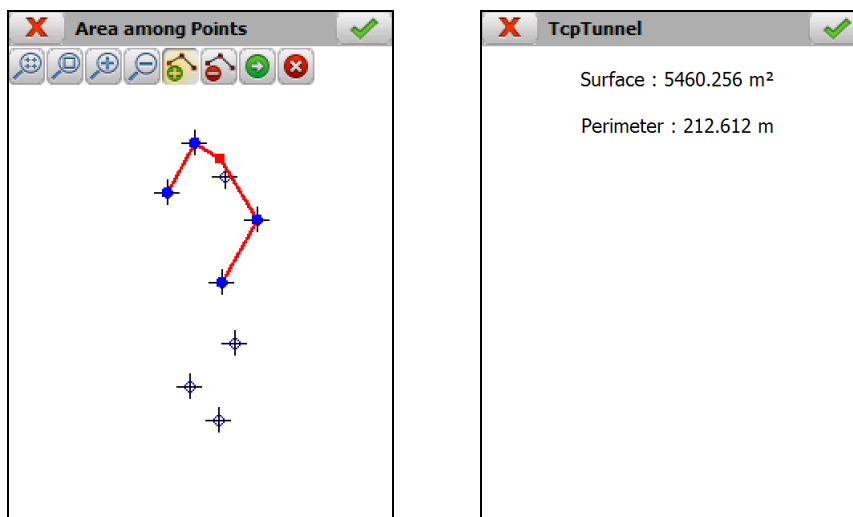 Area among Points
TcpTunnel
Surface : 5460.256 m²
Perimeter : 212.612 m